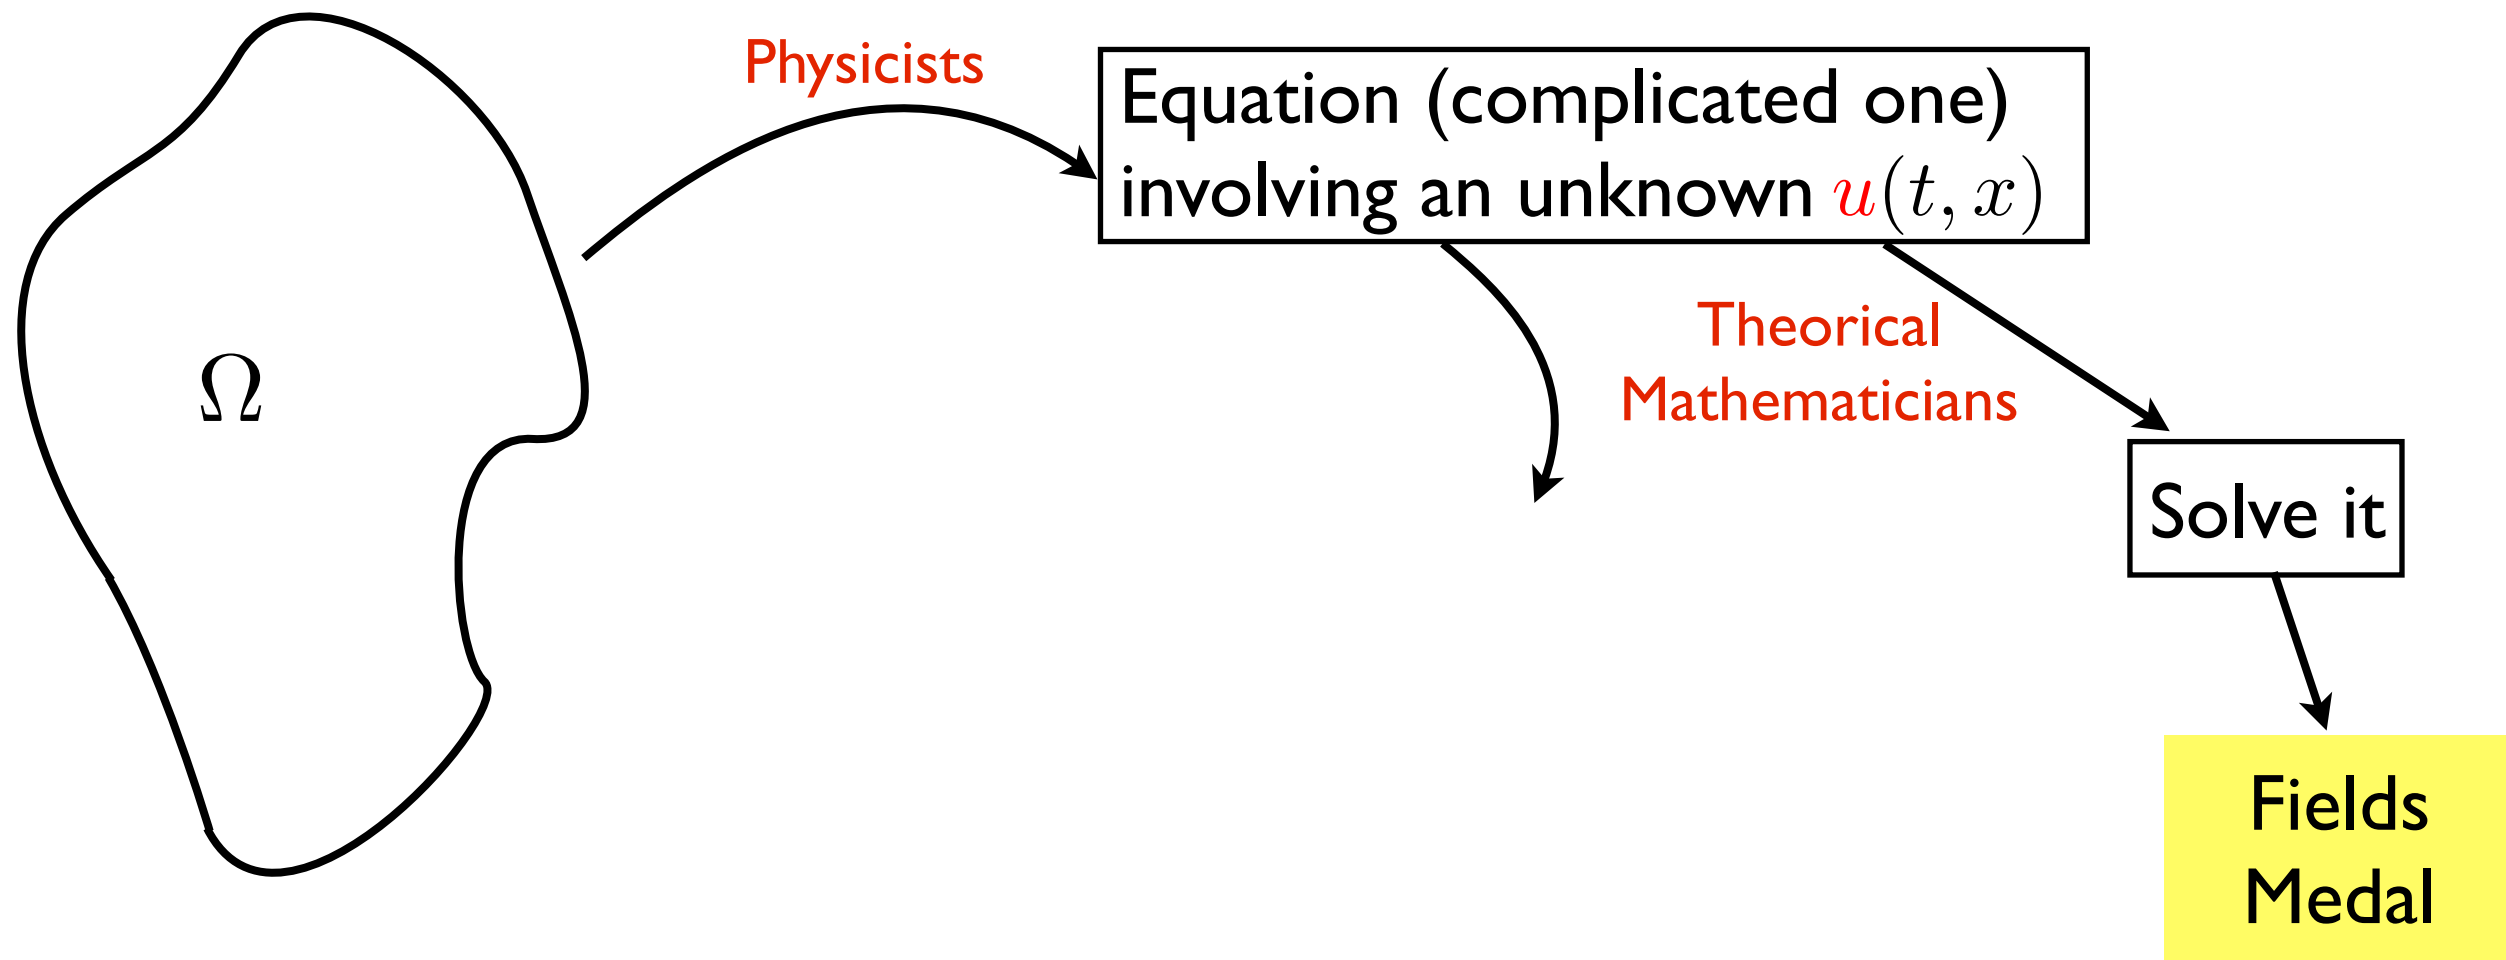 Physicists
Equation (complicated one)
involving an unknown u(t, x)
Theorical
Mathematicians
Ω
Solve it
Fields
Medal